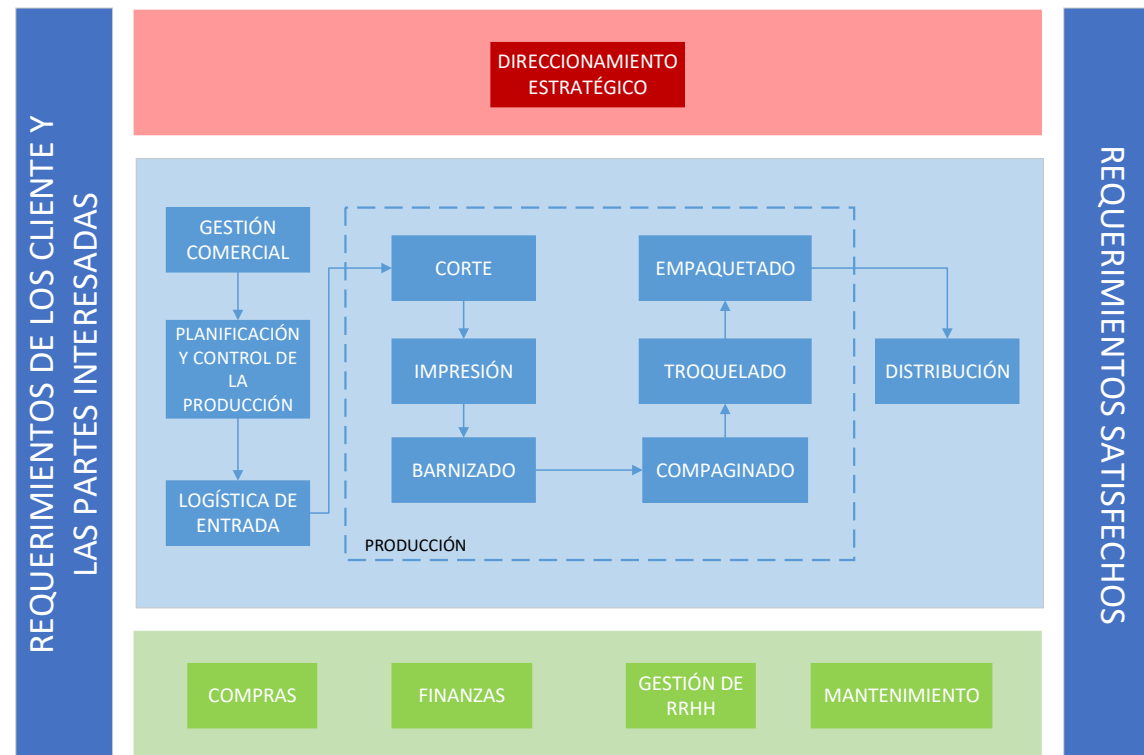 REQUERIMIENTOS DE LOS CLIENTE Y
LAS PARTES INTERESADAS
DIRECCIONAMIENTO
ESTRATÉGICO
GESTIÓN
COMERCIAL
PLANIFICACIÓN
Y CONTROL DE
LA
PRODUCCIÓN
LOGÍSTICA DE
ENTRADA
CORTE
IMPRESIÓN
BARNIZADO
EMPAQUETADO
TROQUELADO
COMPAGINADO
PRODUCCIÓN
DISTRIBUCIÓN
COMPRAS
FINANZAS
GESTIÓN DE
RRHH
MANTENIMIENTO
REQUERIMIENTOS SATISFECHOS